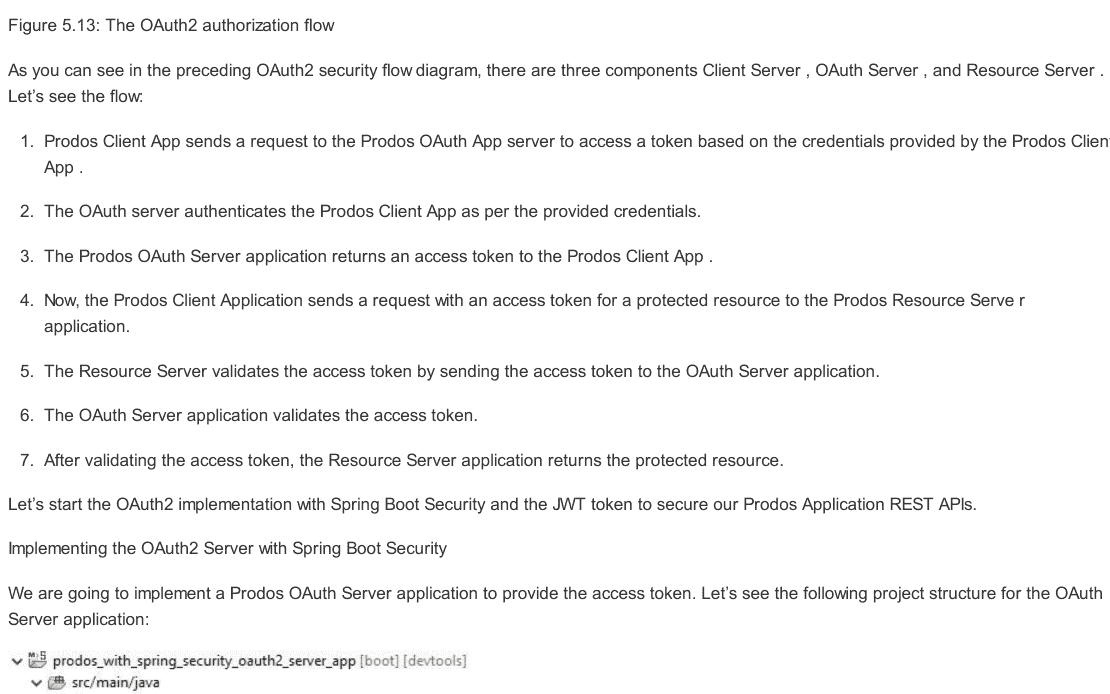 Figure 5.13: The OAuth2 authorization flow
As you can see in the preceding OAuth2 security flow diagram, there are three components Client Server , OAuth Server , and Resource Server .
Let’s see the flow:
1. Prodos Client App sends a request to the Prodos OAuth App server to access a token based on the credentials provided by the Prodos Clien
App .
2. The OAuth server authenticates the Prodos Client App as per the provided credentials.
3. The Prodos OAuth Server application returns an access token to the Prodos Client App .
4. Now, the Prodos Client Application sends a request with an access token for a protected resource to the Prodos Resource Serve r
application.
5. The Resource Server validates the access token by sending the access token to the OAuth Server application.
6. The OAuth Server application validates the access token.
7. After validating the access token, the Resource Server application returns the protected resource.
Let’s start the OAuth2 implementation with Spring Boot Security and the JWT token to secure our Prodos Application REST APIs.
Implementing the OAuth2 Server with Spring Boot Security
We are going to implement a Prodos OAuth Server application to provide the access token. Let’s see the following project structure for the OAuth
Server application:
prodos_with_spring_security_oauth2_server_app [boot] [devtools]
src/main/java